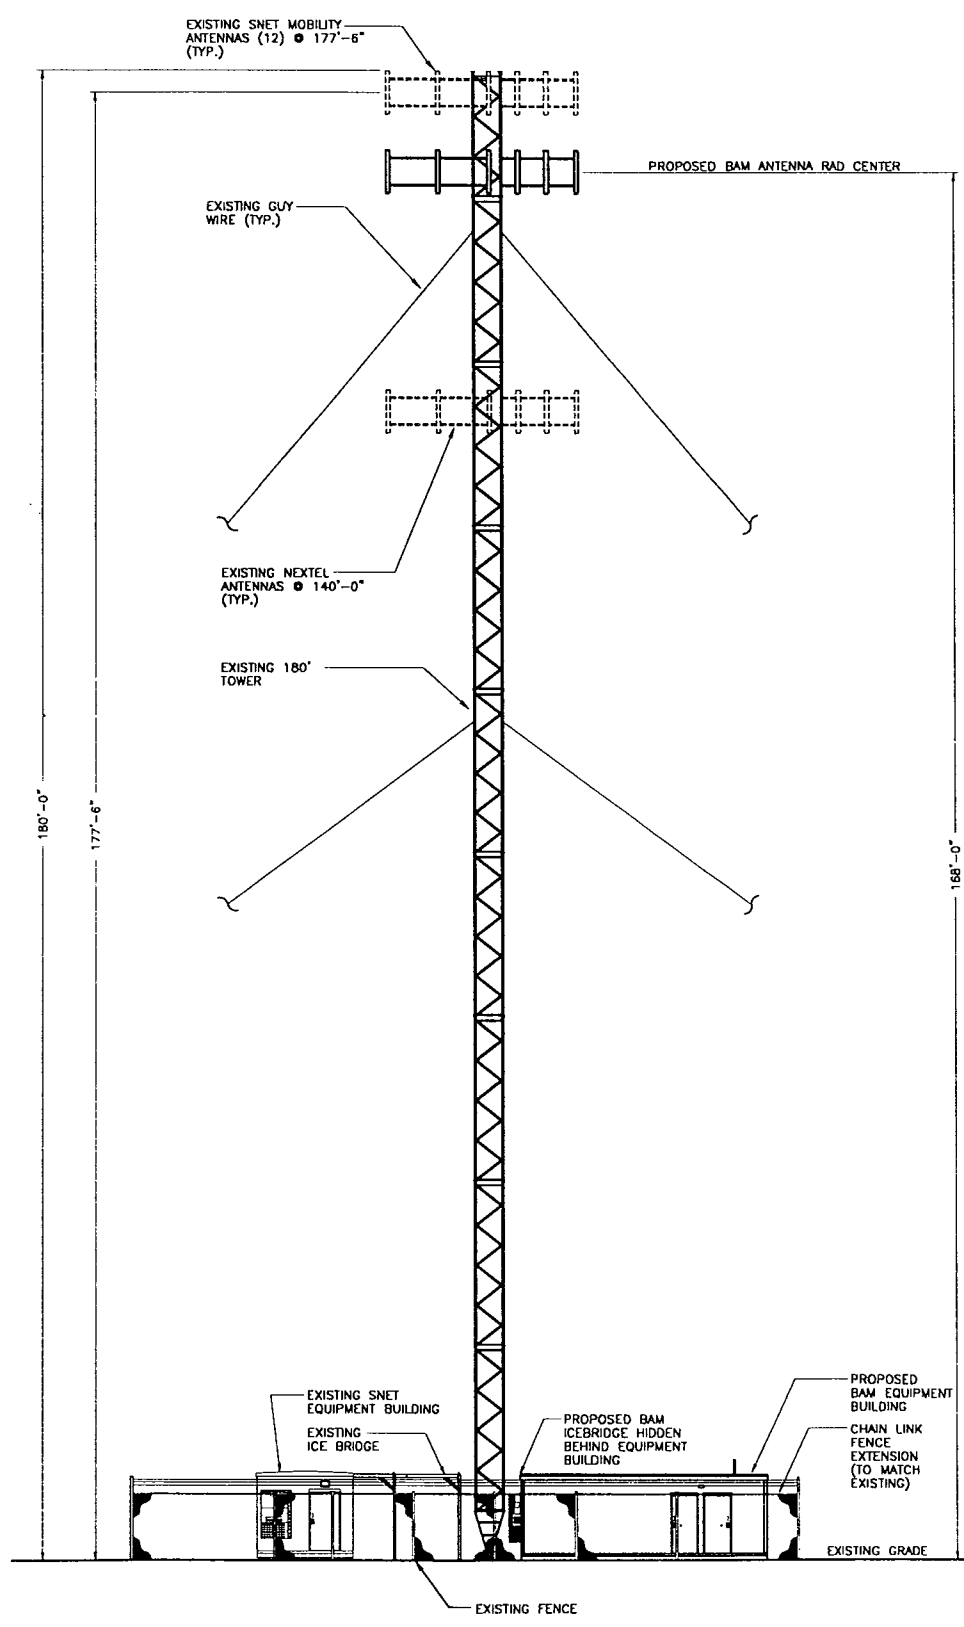 EXISTING SNET MOBILITY
ANTENNAS (12) @ 177'-6"
(TYP.)
PROPOSED BAM ANTENNA RAD CENTER
EXISTING GUY
WIRE (TYP.)
EXISTING NEXTEL
ANTENNAS @ 140'-0"
(TYP.)
EXISTING 180'
TOWER
180'-0"
177'-6"
168'-0"
EXISTING SNET
EQUIPMENT BUILDING
EXISTING
ICE BRIDGE
PROPOSED BAM
ICEBRIDGE HIDDEN
BEHIND EQUIPMENT
BUILDING
PROPOSED
BAM EQUIPMENT
BUILDING
CHAIN LINK
FENCE
EXTENSION
(TO MATCH
EXISTING)
EXISTING GRADE
EXISTING FENCE